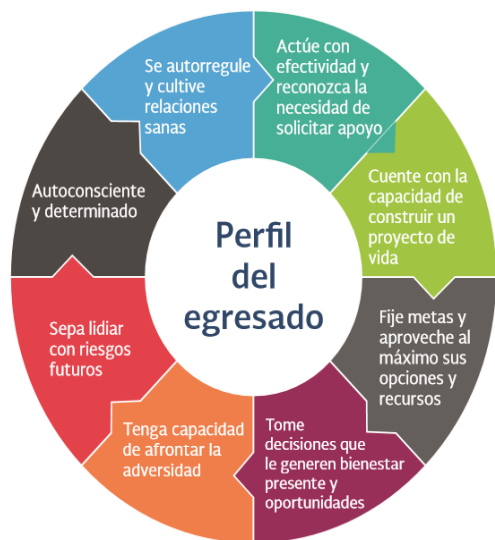 Actúe con
efectividad y
reconozca la
necesidad de
solicitar apoyo
Cuente con la
capacidad de
construir un
proyecto de
vida
Fije metas y
aproveche al
máximo sus
opciones y
recursos
Tome
decisiones que
le generen bienestar
presente y
oportunidades
Tenga capacidad
de afrontar la
adversidad
Sepa lidiar
con riesgos
futuros
Autoconsciente
y determinado
Se autorregule
y cultive
relaciones
sanas
Perfil
del
egresado